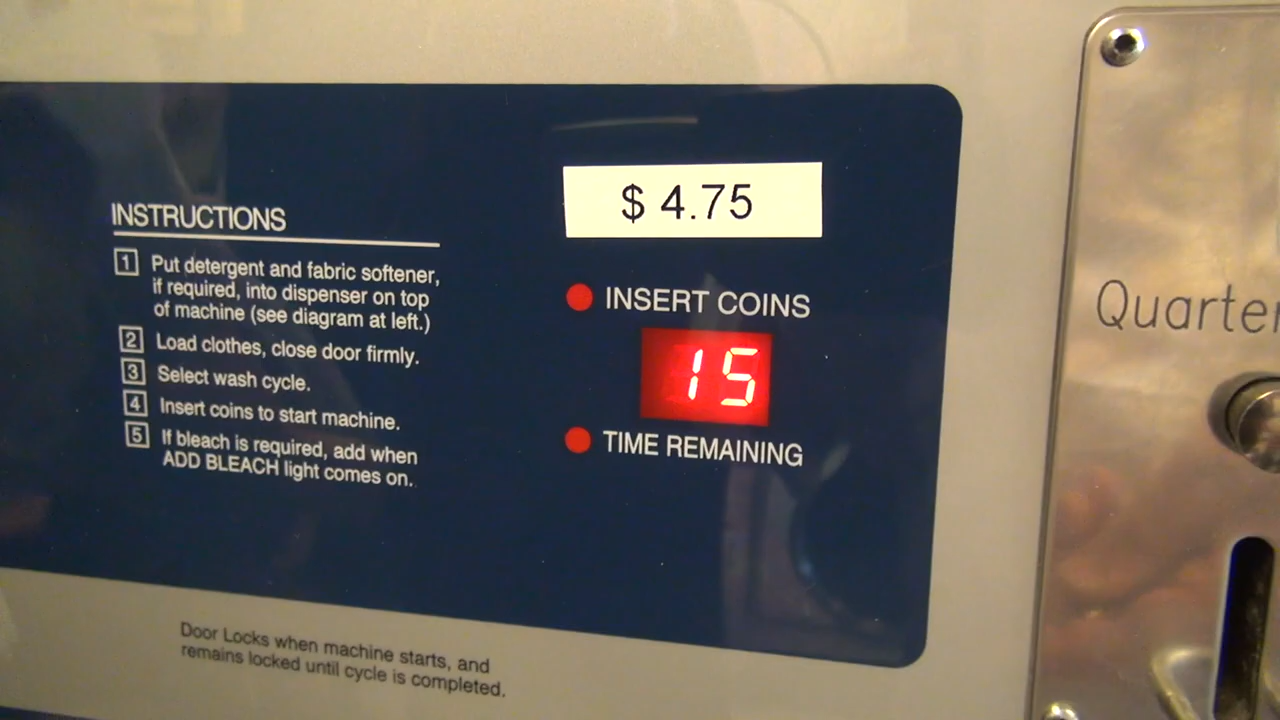 INSTRUCTIONS
1 Put detergent and fabric softener,
if required, into dispenser on top
of machine (see diagram at left.)
2 Load clothes, close door firmly.
3 Select wash cycle.
4 Insert coins to start machine.
5 If bleach is required, add when
ADD BLEACH light comes on.
$ 4.75
INSERT COINS
15
TIME REMAINING
Door Locks when machine starts, and
remains locked until cycle is completed.
Quarter